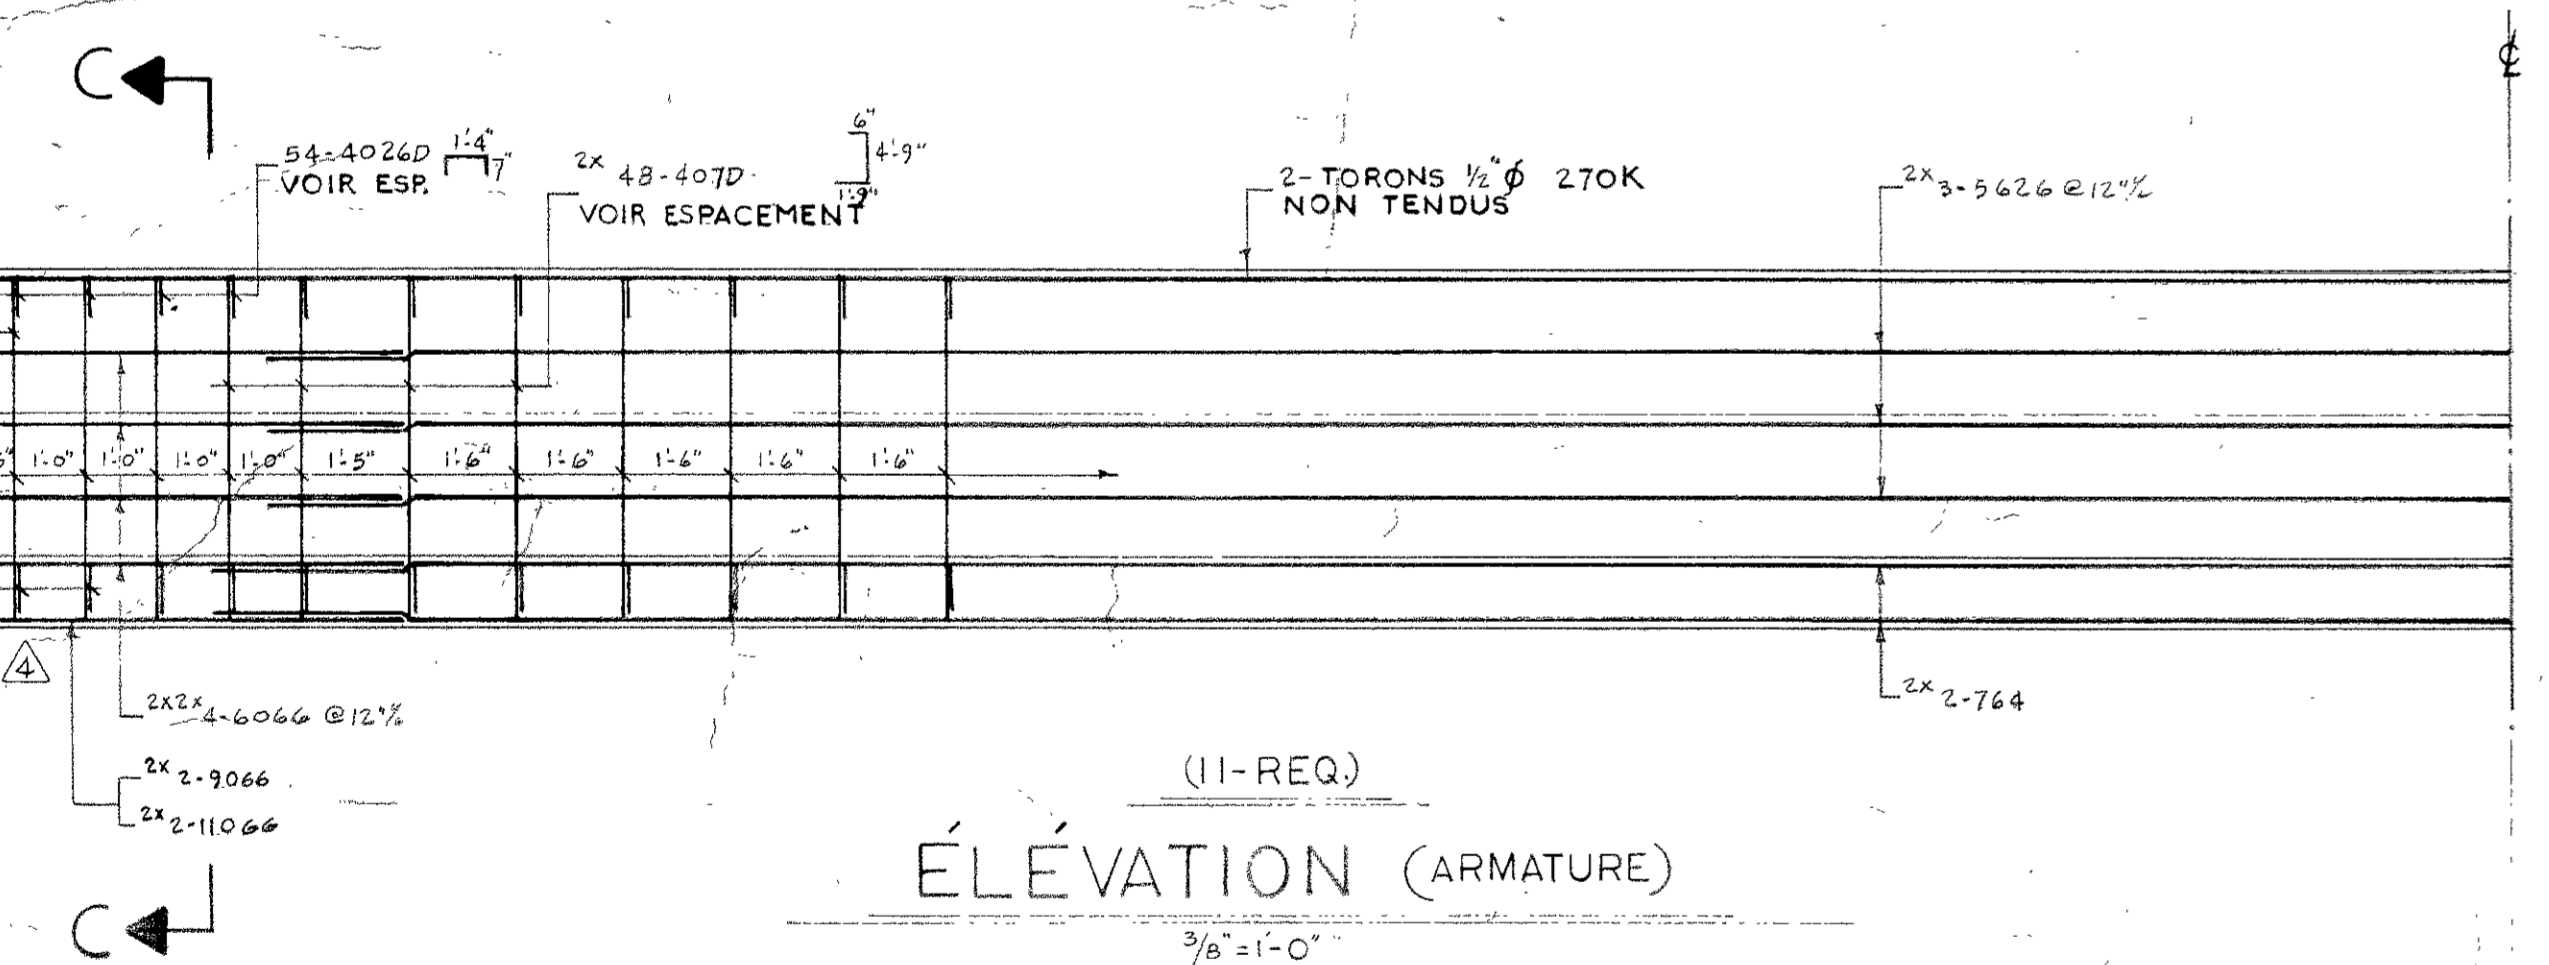 C
℄
54-4026D 1'-4" 7"
VOIR ESP.
2x 48-407D
VOIR ESPACEMENT
6"
4'-9"
1'-9"
2-TORONS ½"ϕ 270K
NON TENDUS
2x 3-5626 @12"%
1'-0" 1'-0" 1'-0" 1'-0" 1'-5" 1'-6" 1'-6" 1'-6" 1'-6" 1'-6"
4
2x2x 4-6066 @12"%
2x 2-764
2x 2-9066
2x 2-11066
(11-REQ.)
ÉLÉVATION (ARMATURE)
C
3/8"=1'-0"